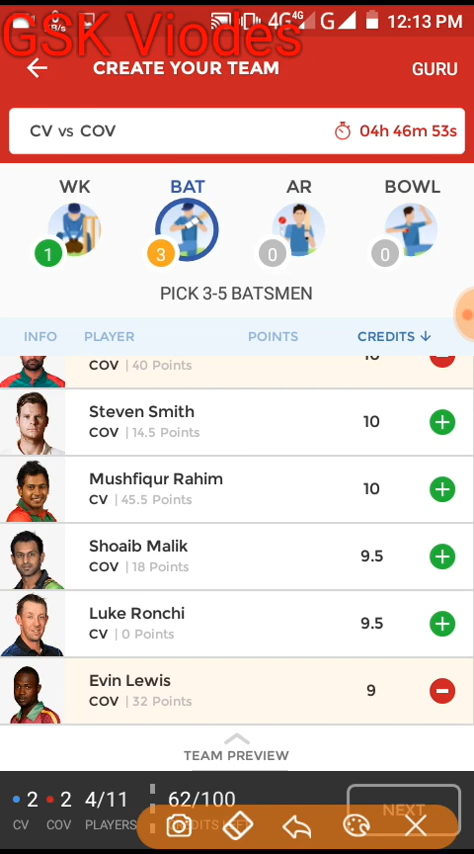 GSK Viodes
4G 4G G 12:13 PM
CREATE YOUR TEAM
GURU
CV vs COV
04h 46m 53s
WK BAT AR BOWL
1 3 0 0
PICK 3-5 BATSMEN
INFO PLAYER POINTS CREDITS ↓
COV | 40 Points
10
Steven Smith
COV | 14.5 Points
10
Mushfiqur Rahim
CV | 45.5 Points
10
Shoaib Malik
COV | 18 Points
9.5
Luke Ronchi
CV | 0 Points
9.5
Evin Lewis
COV | 32 Points
9
TEAM PREVIEW
2 2 4/11 62/100
CV COV PLAYERS
NEXT